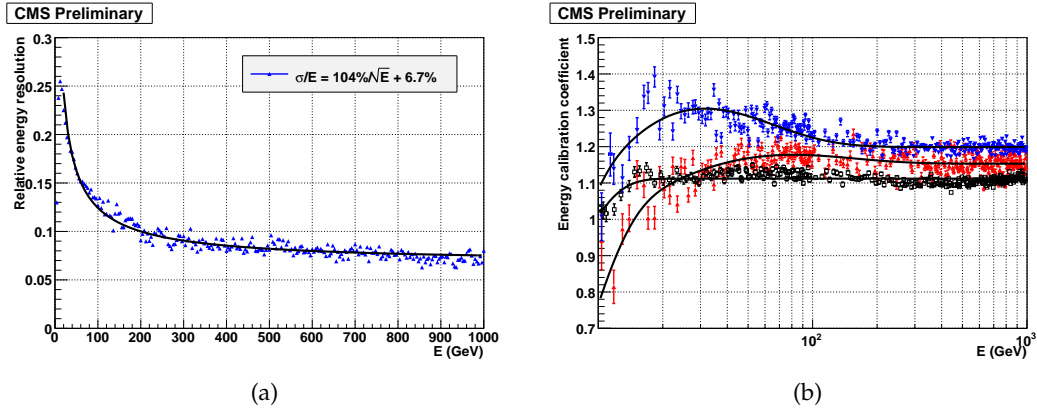 CMS Preliminary
Relative energy resolution
0.3
0.25
0.2
0.15
0.1
0.05
0
σ/E = 104%/√E + 6.7%
0 100 200 300 400 500 600 700 800 900 1000
E (GeV)
(a)
CMS Preliminary
Energy calibration coefficient
1.5
1.4
1.3
1.2
1.1
1
0.9
0.8
0.7
10²
10³
E (GeV)
(b)